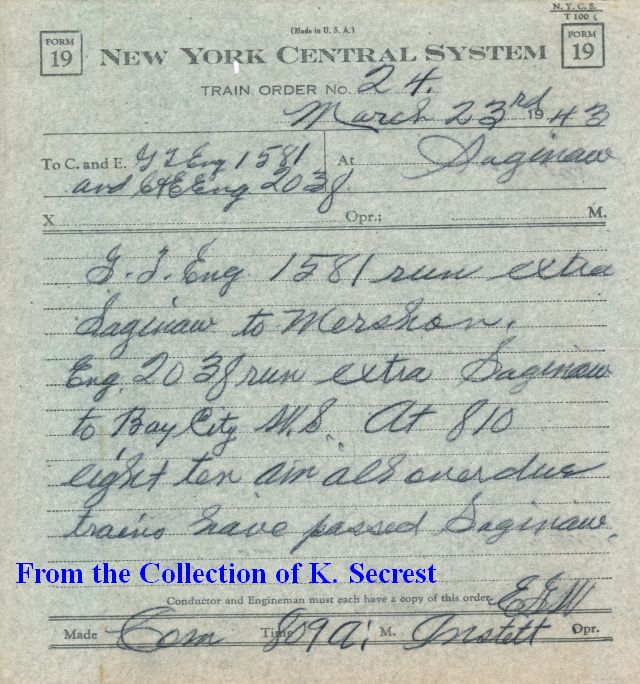 N. Y. C. S.
T 100
(Made in U. S. A.)
FORM 19
NEW YORK CENTRAL SYSTEM
FORM 19
TRAIN ORDER No. 24.
March 23rd 1943
To C. and E. G T Eng 1581 At Saginaw
and C&E Eng 2038
X Opr.; M.
G. T. Eng 1581 run extra
Saginaw to Mershon.
Eng. 2038 run extra Saginaw
to Bay City W.S. At 810
eight ten am all overdue
trains have passed Saginaw.
From the Collection of K. Secrest
Conductor and Engineman must each have a copy of this order.
Made Com Time 809 A M. Opr.